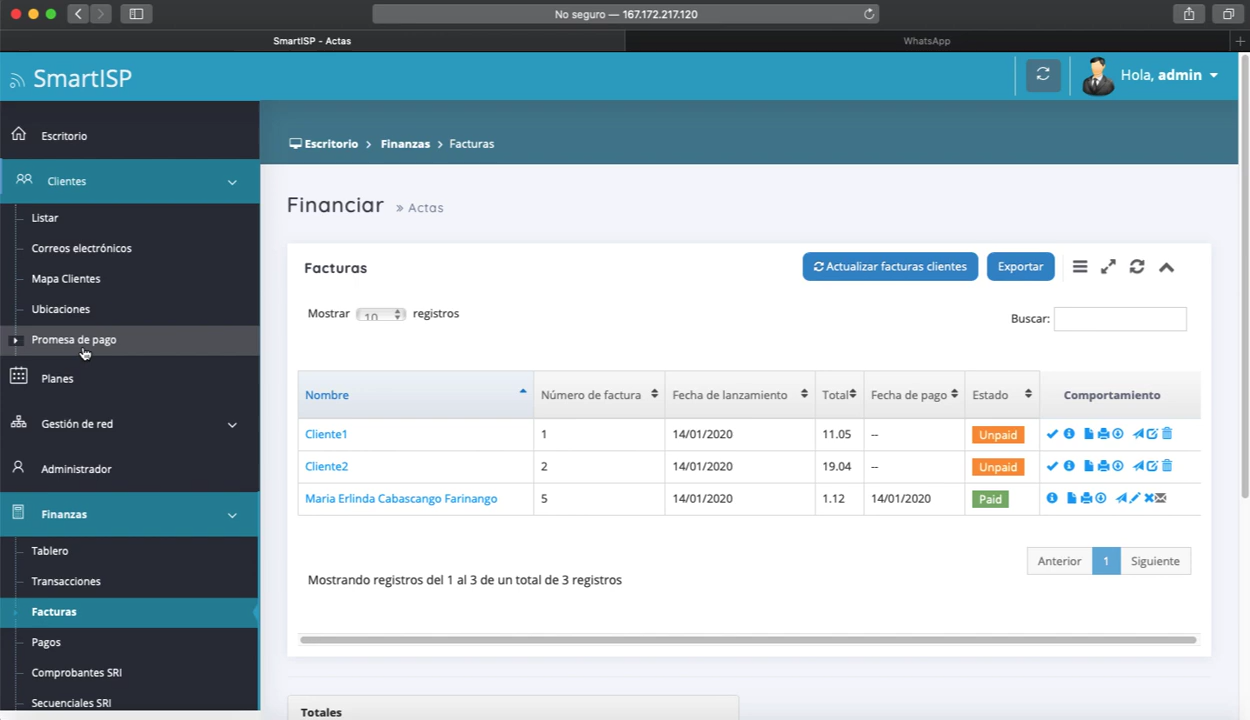 No seguro — 167.172.217.120
SmartISP - Actas
WhatsApp
SmartISP
Hola, admin
Escritorio
Clientes
Listar
Correos electrónicos
Mapa Clientes
Ubicaciones
Promesa de pago
Planes
Gestión de red
Administrador
Finanzas
Tablero
Transacciones
Facturas
Pagos
Comprobantes SRI
Secuenciales SRI
Escritorio > Finanzas > Facturas
Financiar » Actas
Facturas
Actualizar facturas clientes
Exportar
Mostrar 10 registros
Buscar:
Nombre Número de factura Fecha de lanzamiento Total Fecha de pago Estado Comportamiento
Cliente1 1 14/01/2020 11.05 -- Unpaid
Cliente2 2 14/01/2020 19.04 -- Unpaid
Maria Erlinda Cabascango Farinango 5 14/01/2020 1.12 14/01/2020 Paid
Anterior 1 Siguiente
Mostrando registros del 1 al 3 de un total de 3 registros
Totales